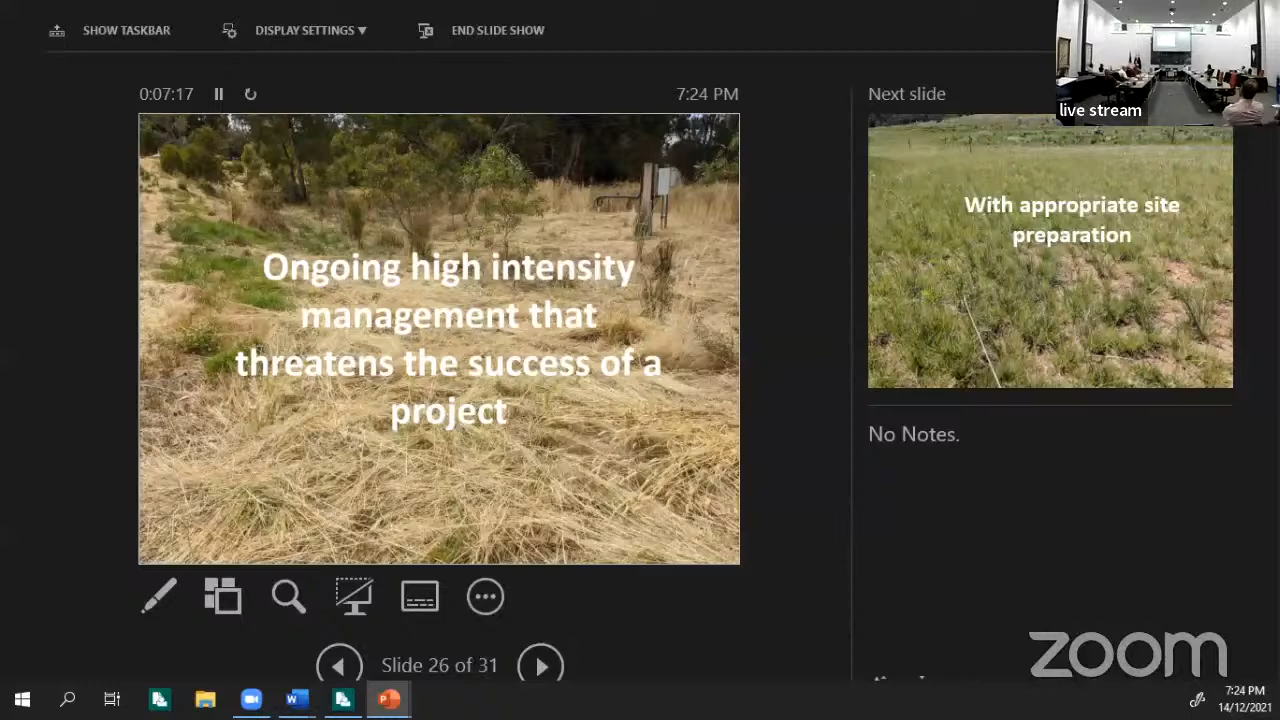 SHOW TASKBAR
DISPLAY SETTINGS ▼
END SLIDE SHOW
live stream
0:07:17
7:24 PM
Next slide
Ongoing high intensity
management that
threatens the success of a
project
With appropriate site
preparation
No Notes.
Slide 26 of 31
zoom
7:24 PM
14/12/2021